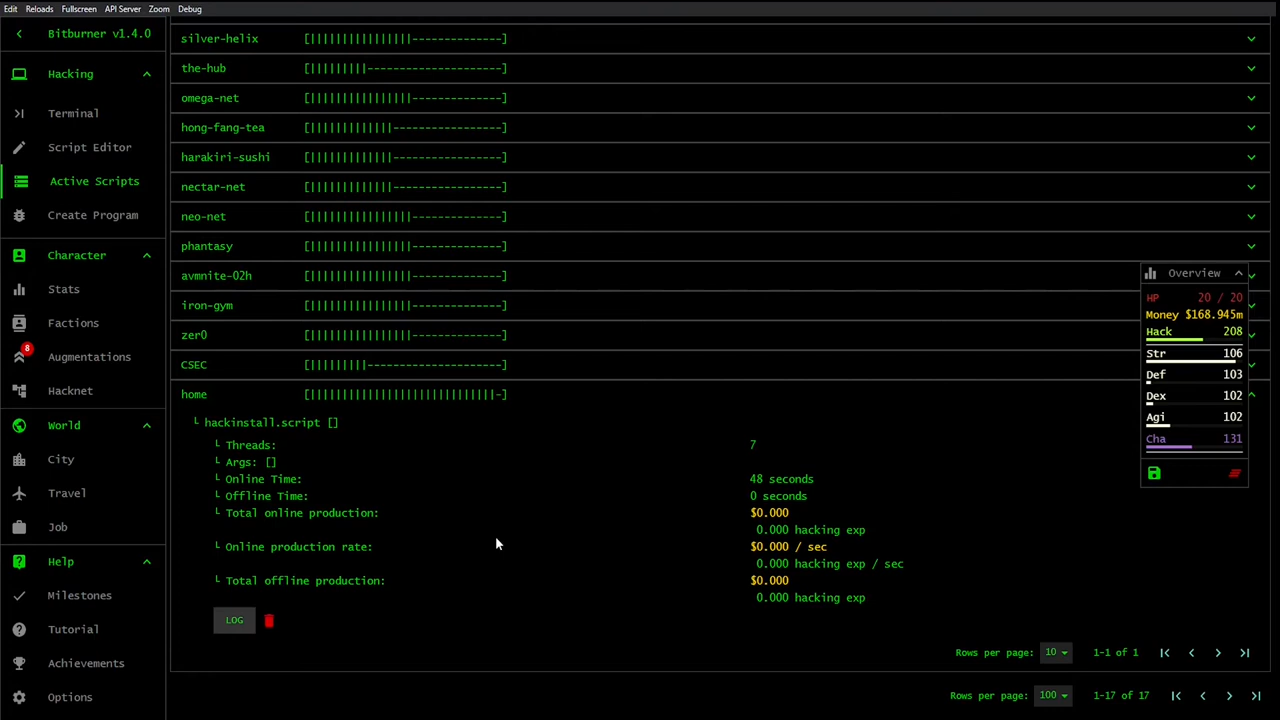 Edit Reloads Fullscreen API Server Zoom Debug
Bitburner v1.4.0
Hacking
Terminal
Script Editor
Active Scripts
Create Program
Character
Stats
Factions
8
Augmentations
Hacknet
World
City
Travel
Job
Help
Milestones
Tutorial
Achievements
Options
silver-helix [||||||||||||||||--------------]
the-hub [|||||||||---------------------]
omega-net [||||||||||||||||--------------]
hong-fang-tea [|||||||||||||-----------------]
harakiri-sushi [|||||||||||||-----------------]
nectar-net [|||||||||||||-----------------]
neo-net [||||||||||||||||--------------]
phantasy [||||||||||||||||--------------]
avmnite-02h [||||||||||||||||--------------]
iron-gym [||||||||||||||||--------------]
zer0 [||||||||||||||||--------------]
CSEC [|||||||||---------------------]
home [|||||||||||||||||||||||||||||-]
└ hackinstall.script []
└ Threads: 7
└ Args: []
└ Online Time: 48 seconds
└ Offline Time: 0 seconds
└ Total online production: $0.000
0.000 hacking exp
└ Online production rate: $0.000 / sec
0.000 hacking exp / sec
└ Total offline production: $0.000
0.000 hacking exp
LOG
Rows per page: 10 1-1 of 1
Rows per page: 100 1-17 of 17
Overview
HP 20 / 20
Money $168.945m
Hack 208
Str 106
Def 103
Dex 102
Agi 102
Cha 131